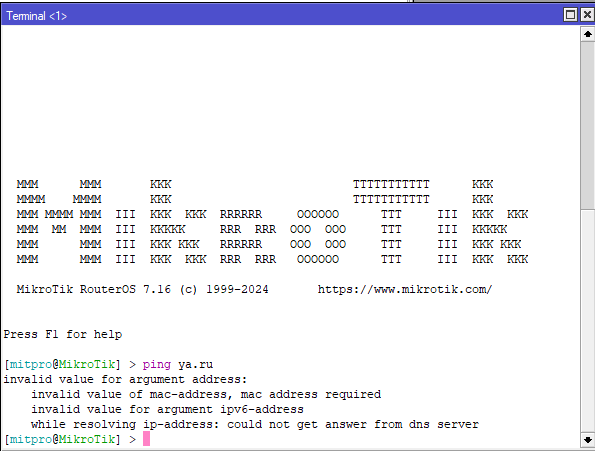 Terminal <1>
MMM      MMM       KKK                          TTTTTTTTTTT      KKK
MMMM    MMMM       KKK                          TTTTTTTTTTT      KKK
MMM MMMM MMM  III  KKK  KKK  RRRRRR     OOOOOO      TTT     III  KKK  KKK
MMM  MM  MMM  III  KKKKK     RRR  RRR  OOO  OOO     TTT     III  KKKKK
MMM      MMM  III  KKK KKK   RRRRRR    OOO  OOO     TTT     III  KKK KKK
MMM      MMM  III  KKK  KKK  RRR  RRR   OOOOOO      TTT     III  KKK  KKK
MikroTik RouterOS 7.16 (c) 1999-2024       https://www.mikrotik.com/
Press F1 for help
[mitpro@MikroTik] > ping ya.ru
invalid value for argument address:
    invalid value of mac-address, mac address required
    invalid value for argument ipv6-address
    while resolving ip-address: could not get answer from dns server
[mitpro@MikroTik] >